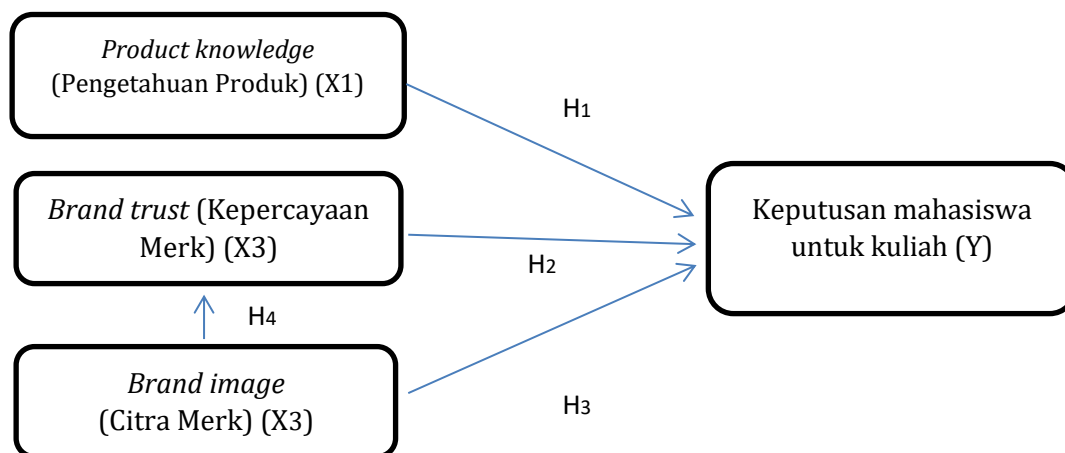 Product knowledge
(Pengetahuan Produk) (X1)
H1
Brand trust (Kepercayaan
Merk) (X3)
Keputusan mahasiswa
untuk kuliah (Y)
H2
H4
Brand image
(Citra Merk) (X3)
H3